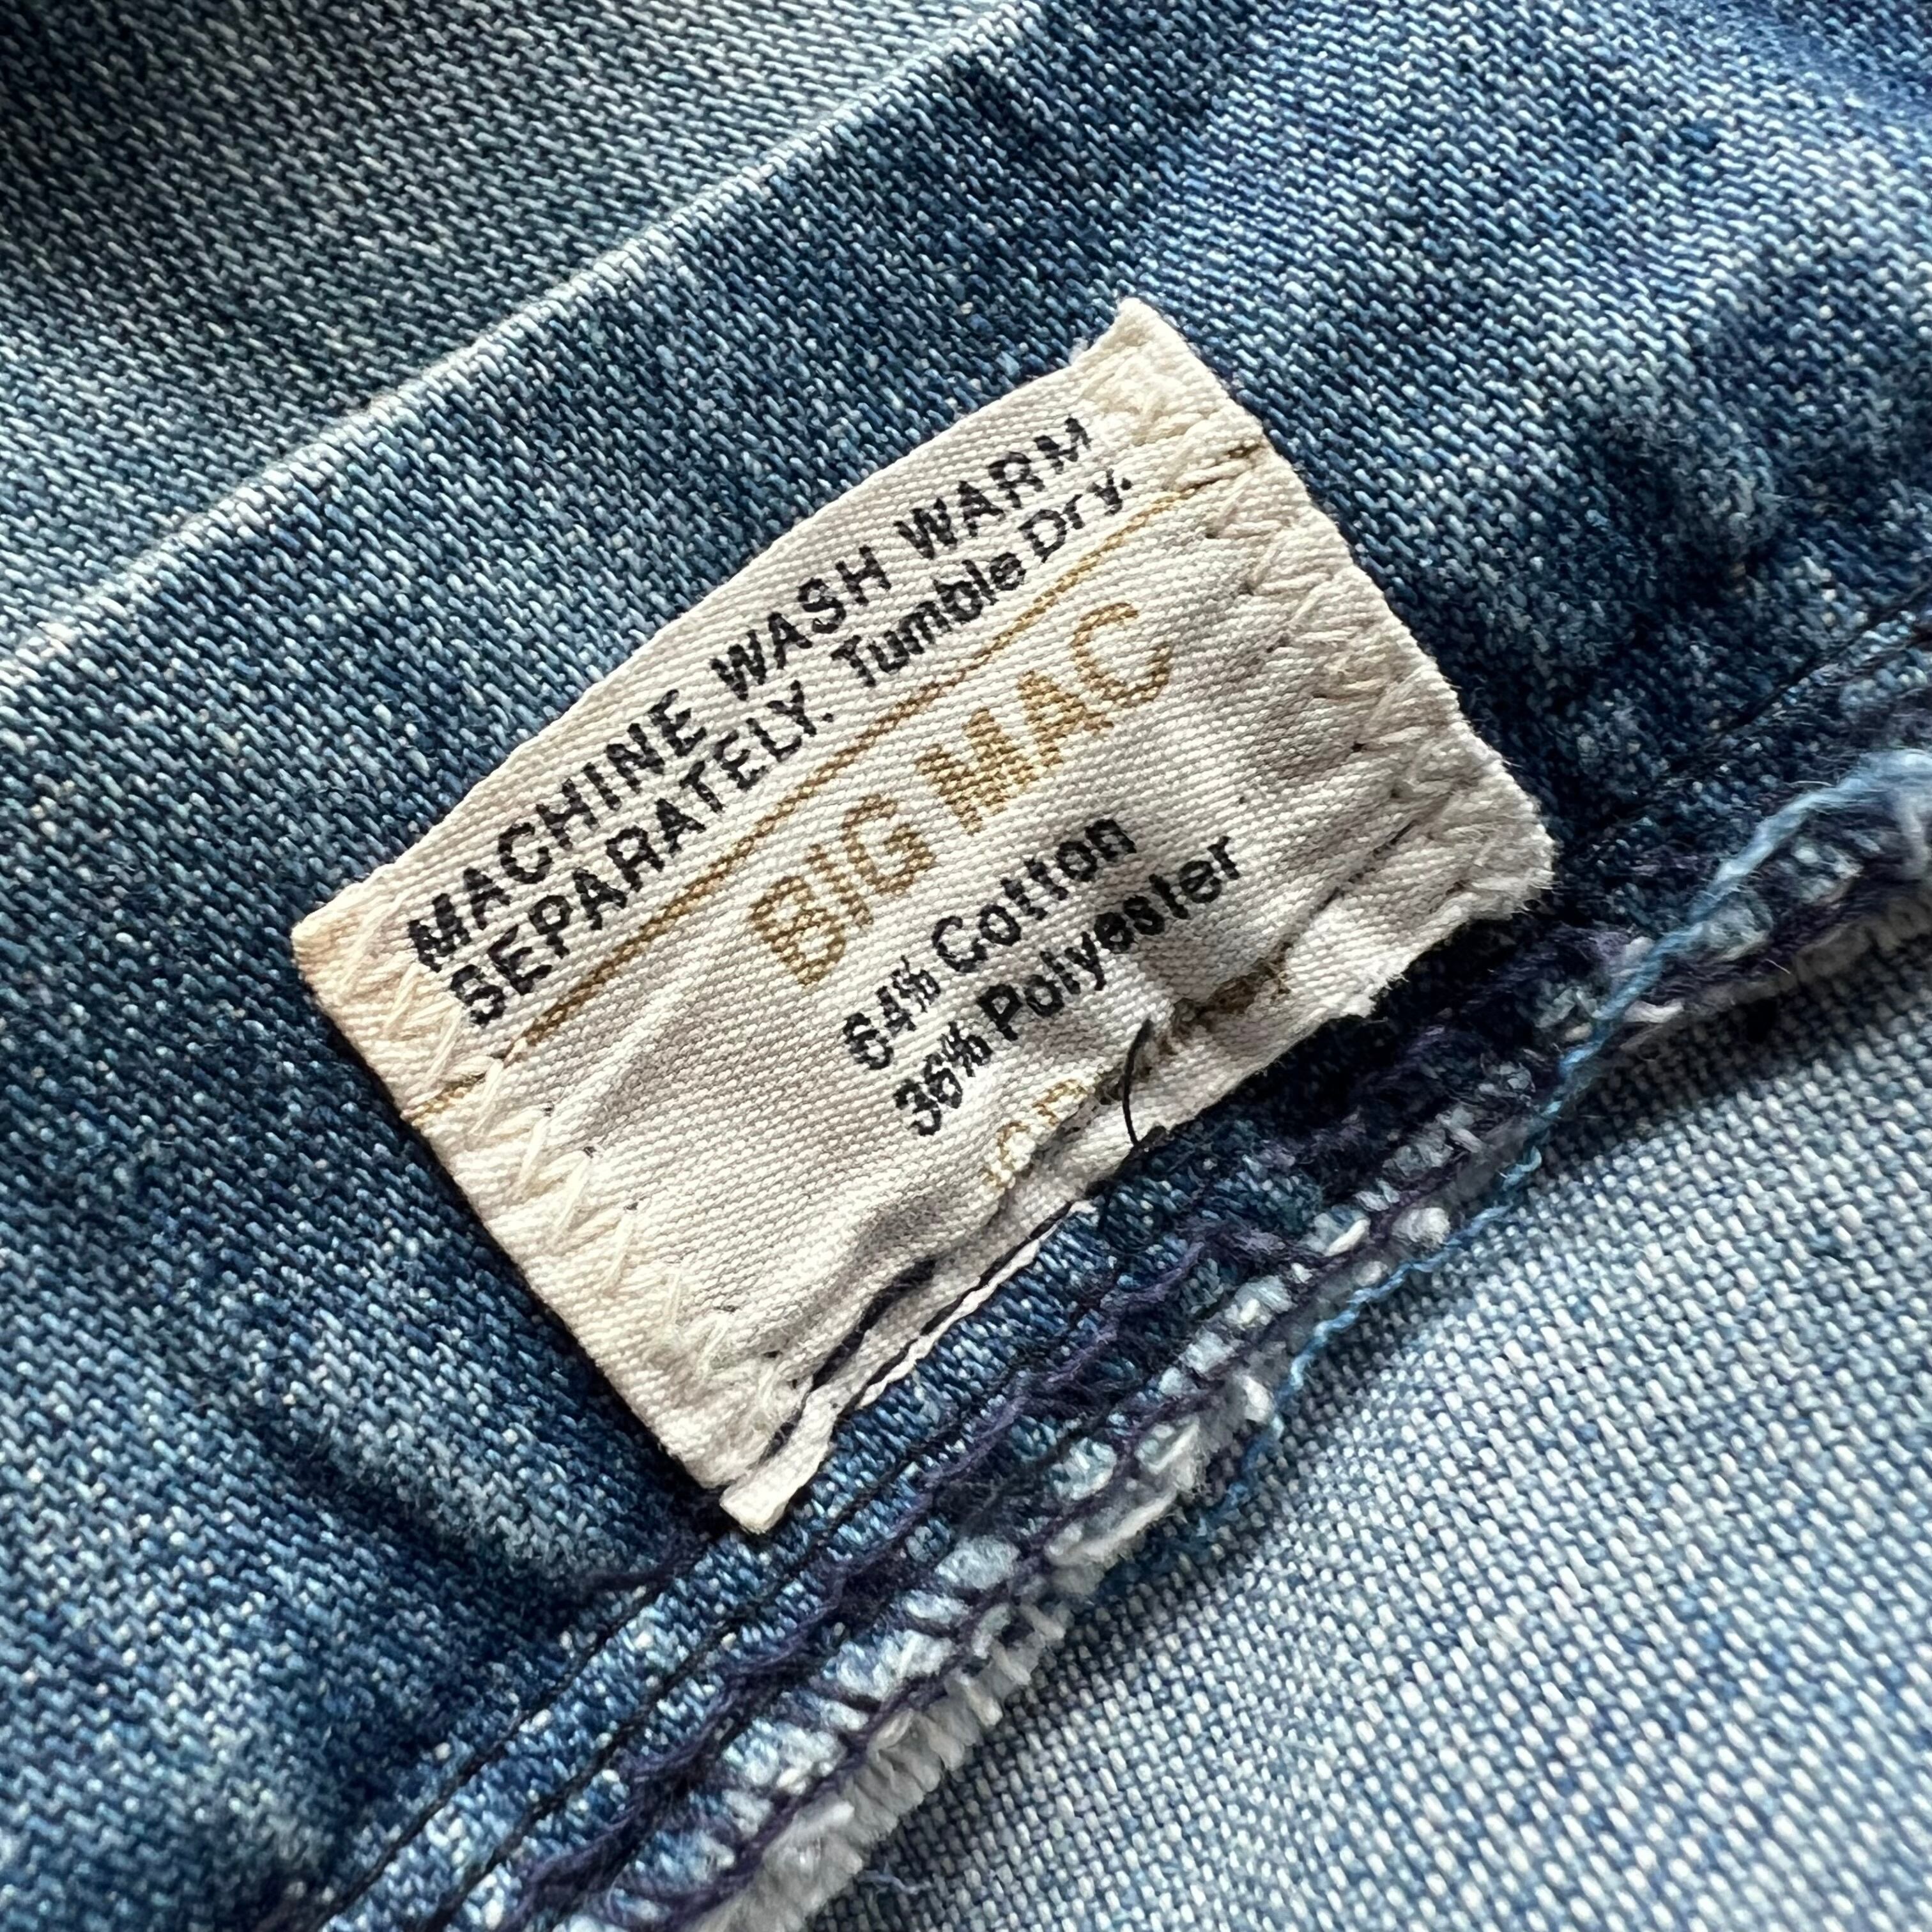 MACHINE WASH WARM
SEPARATELY. Tumble Dry.
BIG MAC
64% Cotton
36% Polyester